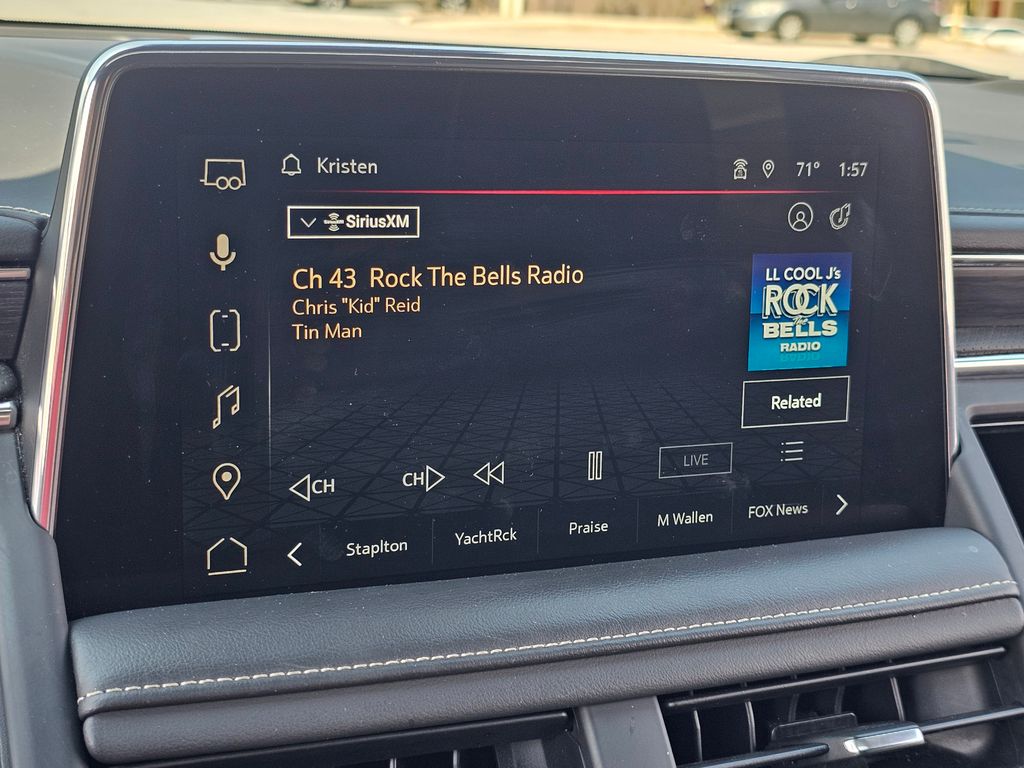 Kristen
71° 1:57
SiriusXM
Ch 43 Rock The Bells Radio
Chris "Kid" Reid
Tin Man
LL COOL J's
ROCK
the
BELLS
RADIO
Related
CH
CH
LIVE
Staplton
YachtRck
Praise
M Wallen
FOX News